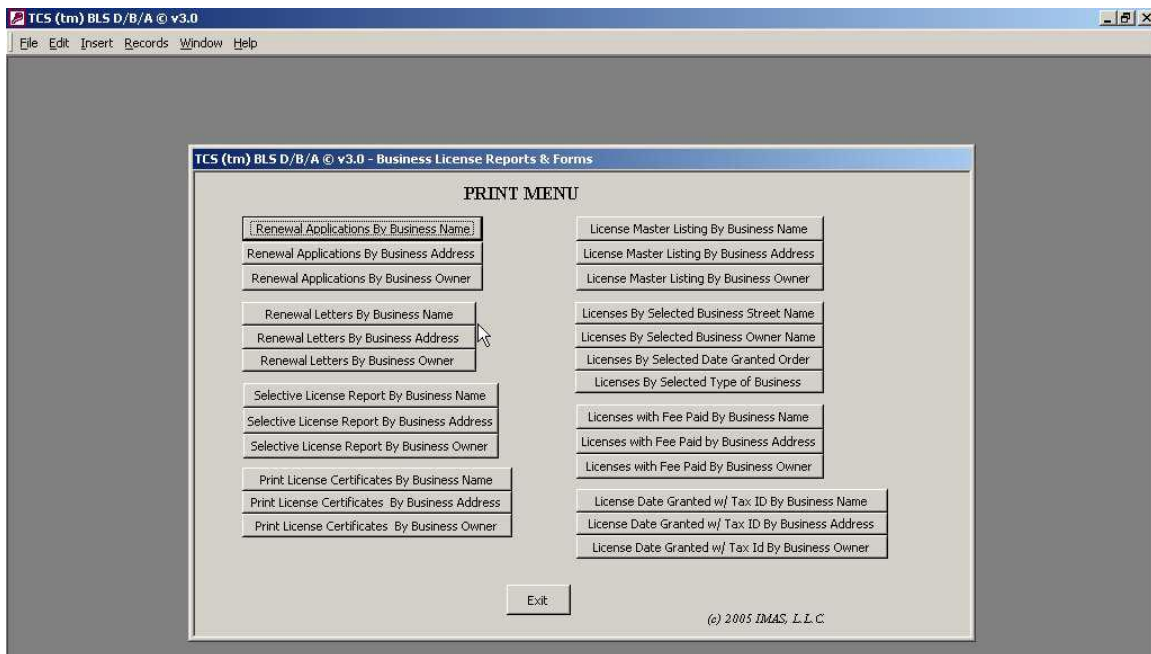 TCS (tm) BLS D/B/A © v3.0
File Edit Insert Records Window Help
TCS (tm) BLS D/B/A © v3.0 - Business License Reports & Forms
PRINT MENU
Renewal Applications By Business Name
Renewal Applications By Business Address
Renewal Applications By Business Owner
Renewal Letters By Business Name
Renewal Letters By Business Address
Renewal Letters By Business Owner
Selective License Report By Business Name
Selective License Report By Business Address
Selective License Report By Business Owner
Print License Certificates By Business Name
Print License Certificates By Business Address
Print License Certificates By Business Owner
License Master Listing By Business Name
License Master Listing By Business Address
License Master Listing By Business Owner
Licenses By Selected Business Street Name
Licenses By Selected Business Owner Name
Licenses By Selected Date Granted Order
Licenses By Selected Type of Business
Licenses with Fee Paid By Business Name
Licenses with Fee Paid by Business Address
Licenses with Fee Paid By Business Owner
License Date Granted w/ Tax ID By Business Name
License Date Granted w/ Tax ID By Business Address
License Date Granted w/ Tax Id By Business Owner
Exit
(c) 2005 IMAS, L.L.C.